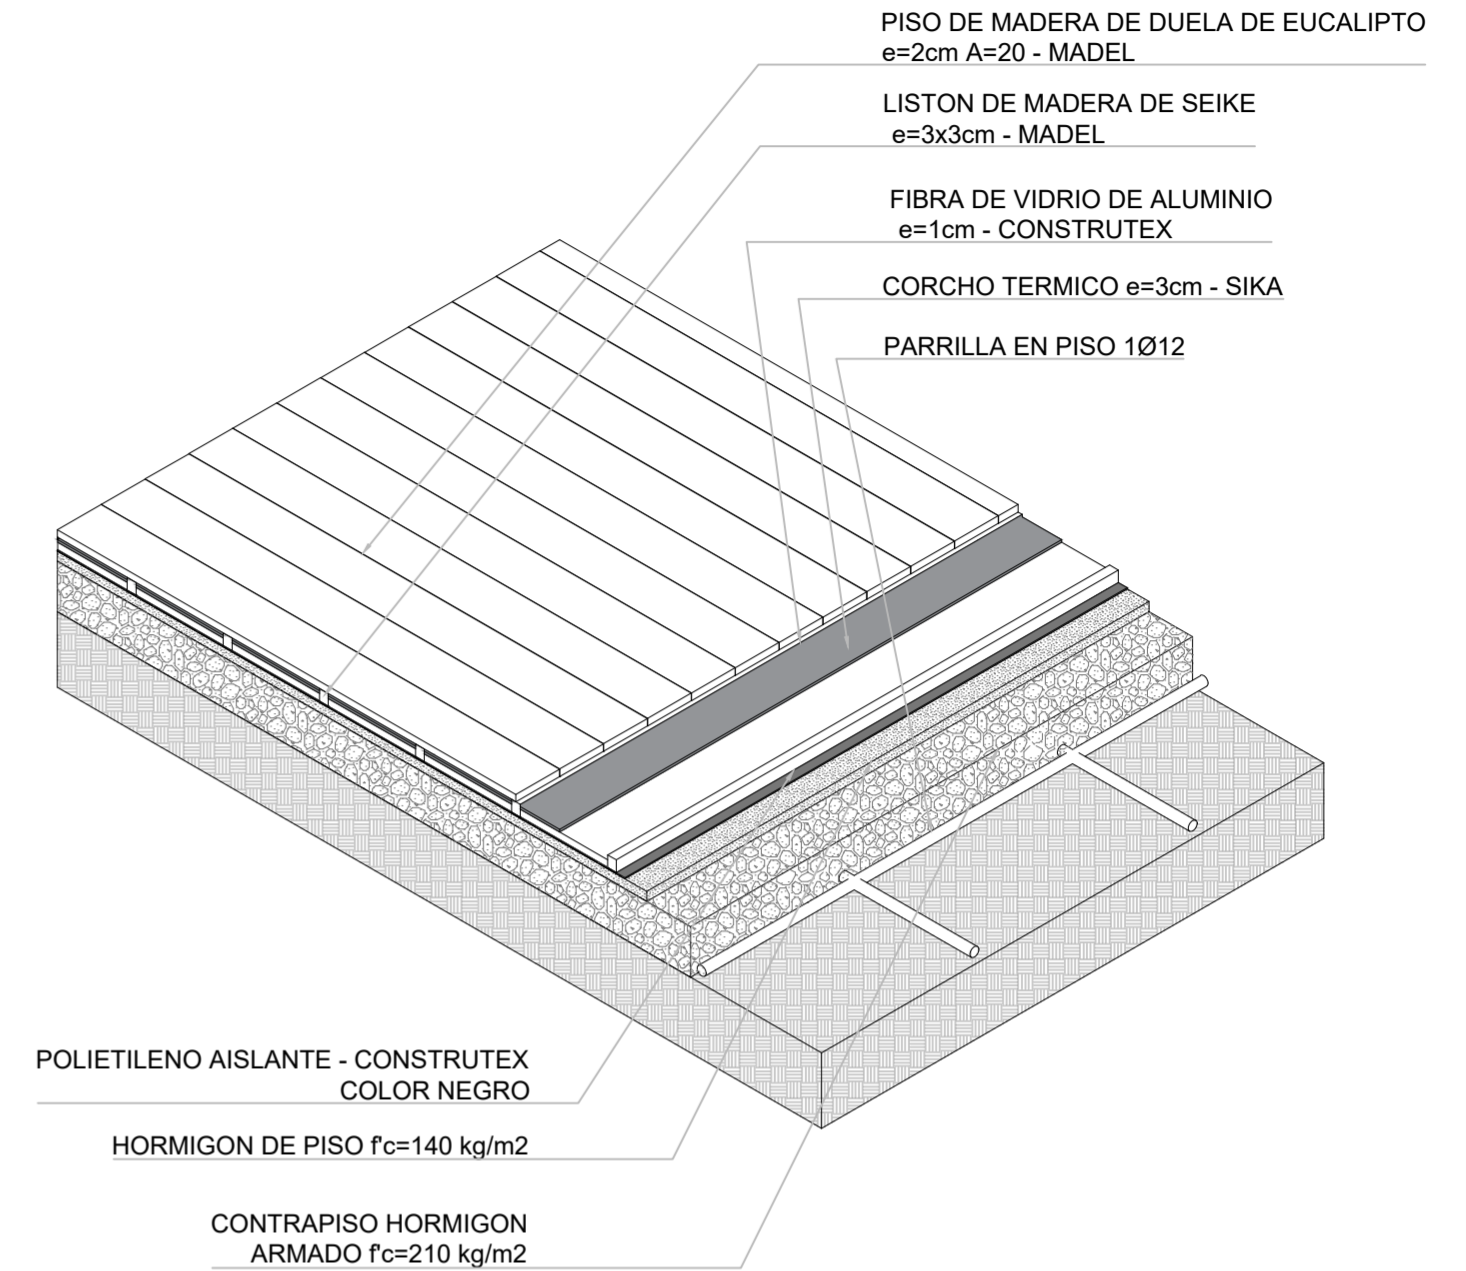 PISO DE MADERA DE DUELA DE EUCALIPTO
e=2cm A=20 - MADEL
LISTON DE MADERA DE SEIKE
e=3x3cm - MADEL
FIBRA DE VIDRIO DE ALUMINIO
e=1cm - CONSTRUTEX
CORCHO TERMICO e=3cm - SIKA
PARRILLA EN PISO 1Ø12
POLIETILENO AISLANTE - CONSTRUTEX
COLOR NEGRO
HORMIGON DE PISO f'c=140 kg/m2
CONTRAPISO HORMIGON
ARMADO f'c=210 kg/m2